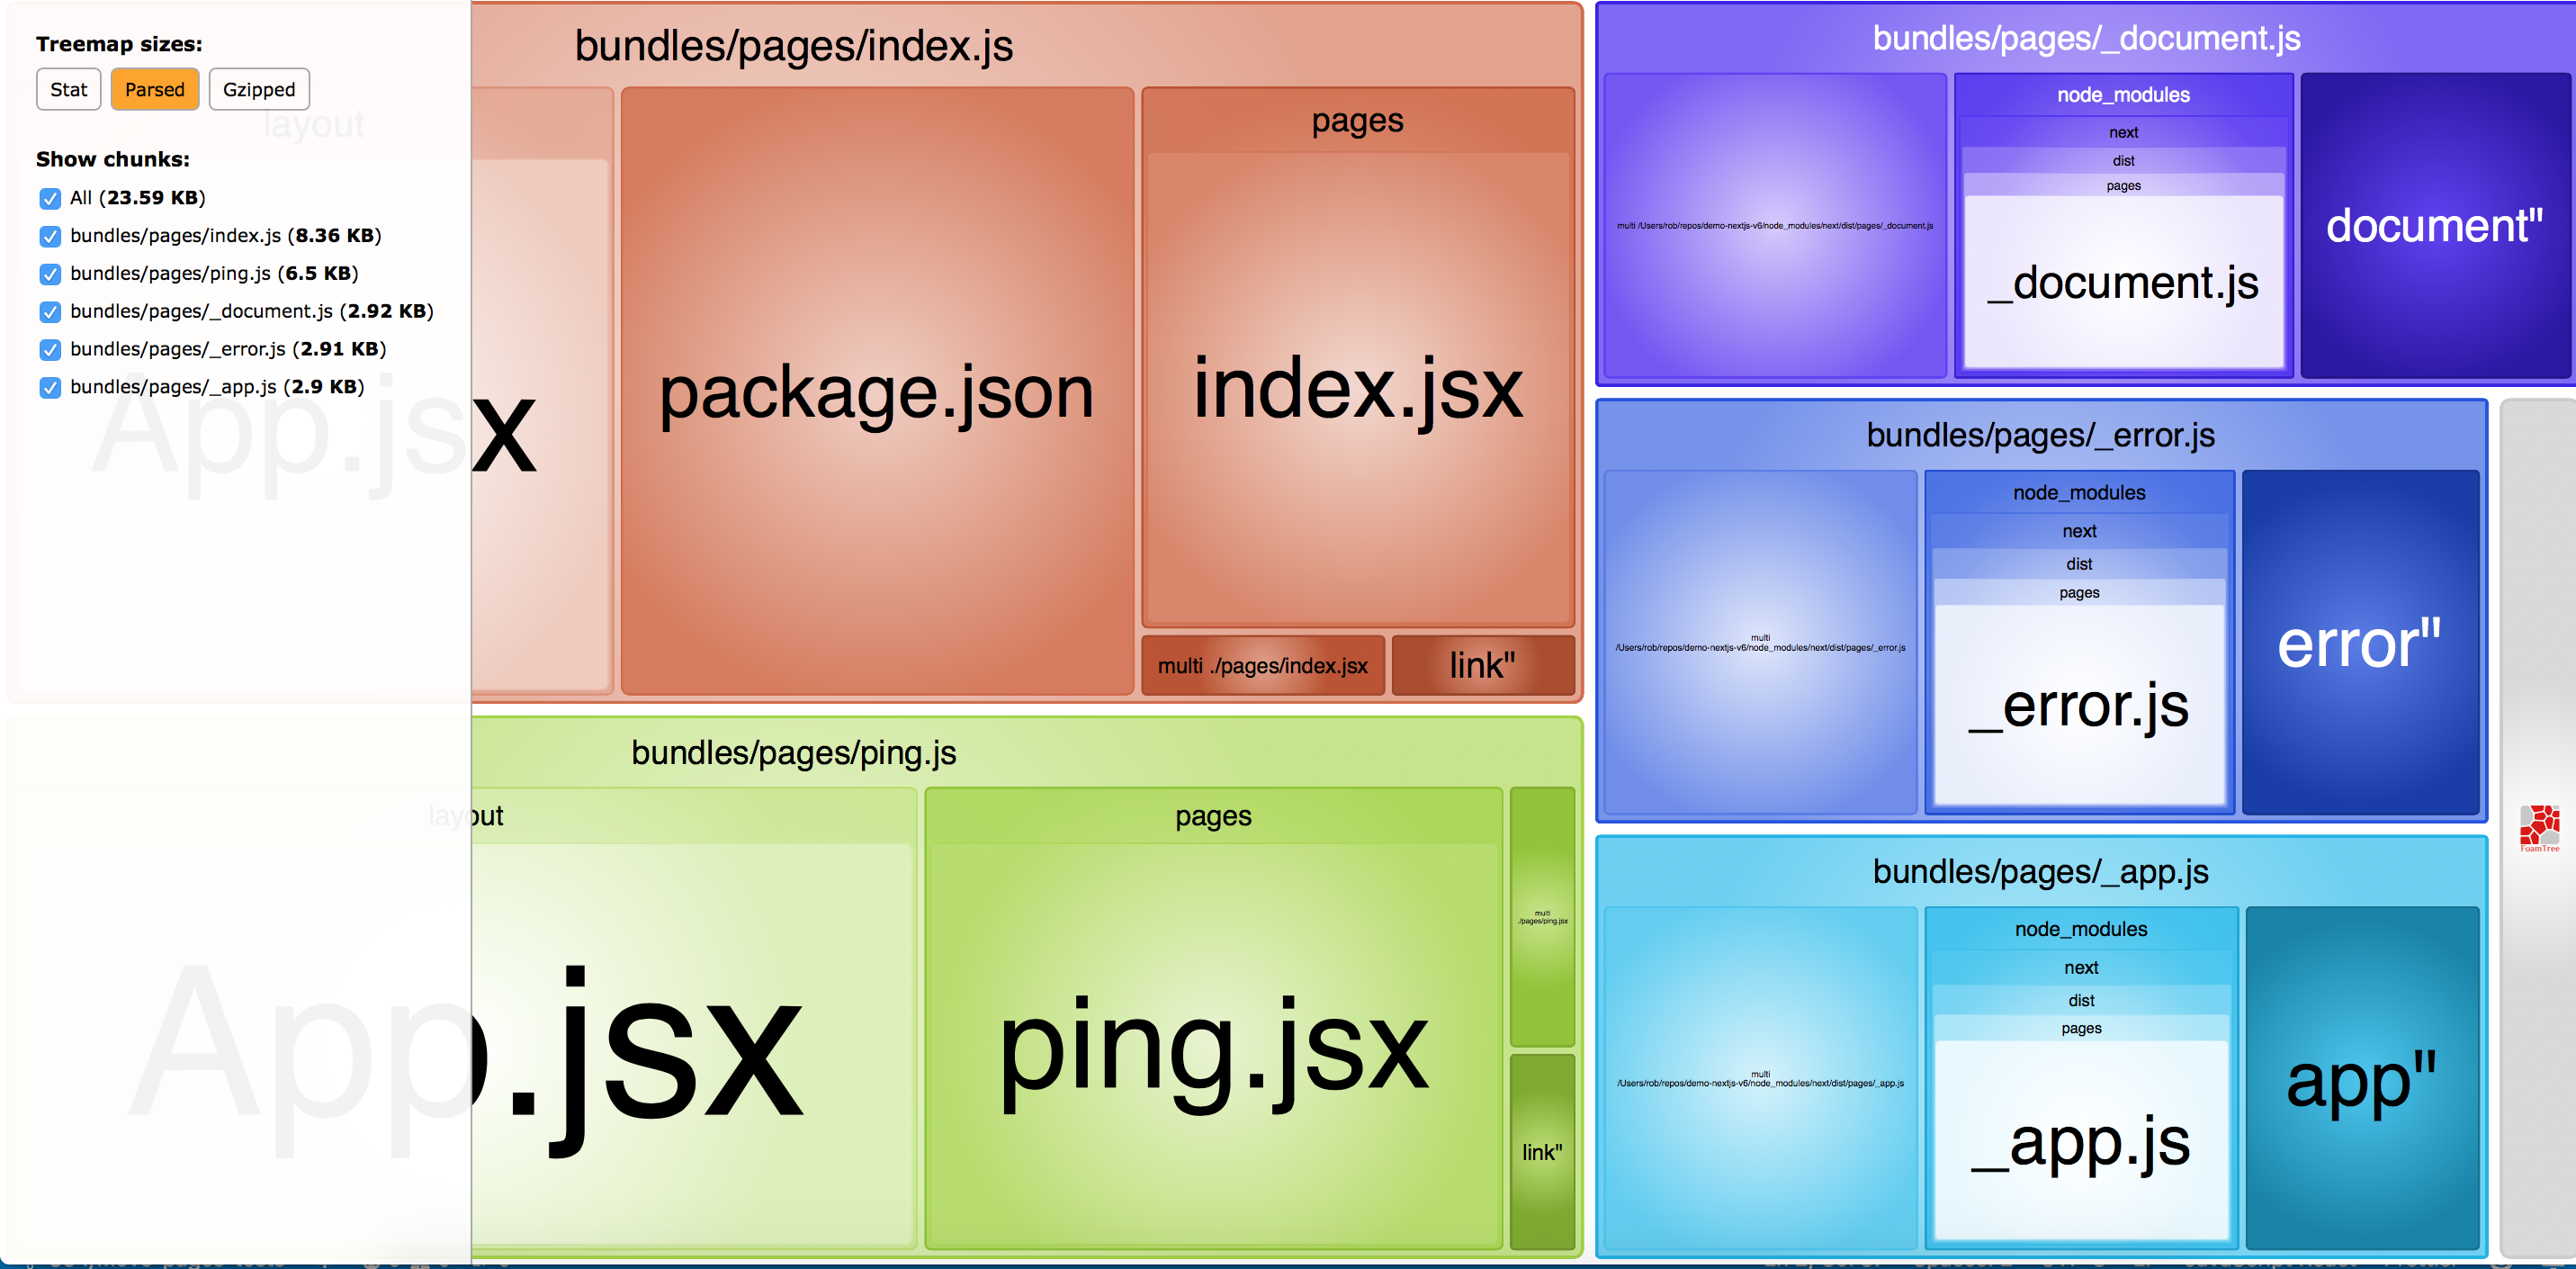 Treemap sizes:
Stat
Parsed
Gzipped
Show chunks:
All (23.59 KB)
bundles/pages/index.js (8.36 KB)
bundles/pages/ping.js (6.5 KB)
bundles/pages/_document.js (2.92 KB)
bundles/pages/_error.js (2.91 KB)
bundles/pages/_app.js (2.9 KB)
bundles/pages/index.js
layout
App.jsx
package.json
pages
index.jsx
multi ./pages/index.jsx
link"
bundles/pages/ping.js
layout
App.jsx
pages
ping.jsx
multi
./pages/ping.jsx
link"
bundles/pages/_document.js
multi /Users/rob/repos/demo-nextjs-v6/node_modules/next/dist/pages/_document.js
node_modules
next
dist
pages
_document.js
document"
bundles/pages/_error.js
multi
/Users/rob/repos/demo-nextjs-v6/node_modules/next/dist/pages/_error.js
node_modules
next
dist
pages
_error.js
error"
bundles/pages/_app.js
multi
/Users/rob/repos/demo-nextjs-v6/node_modules/next/dist/pages/_app.js
node_modules
next
dist
pages
_app.js
app"
FoamTree